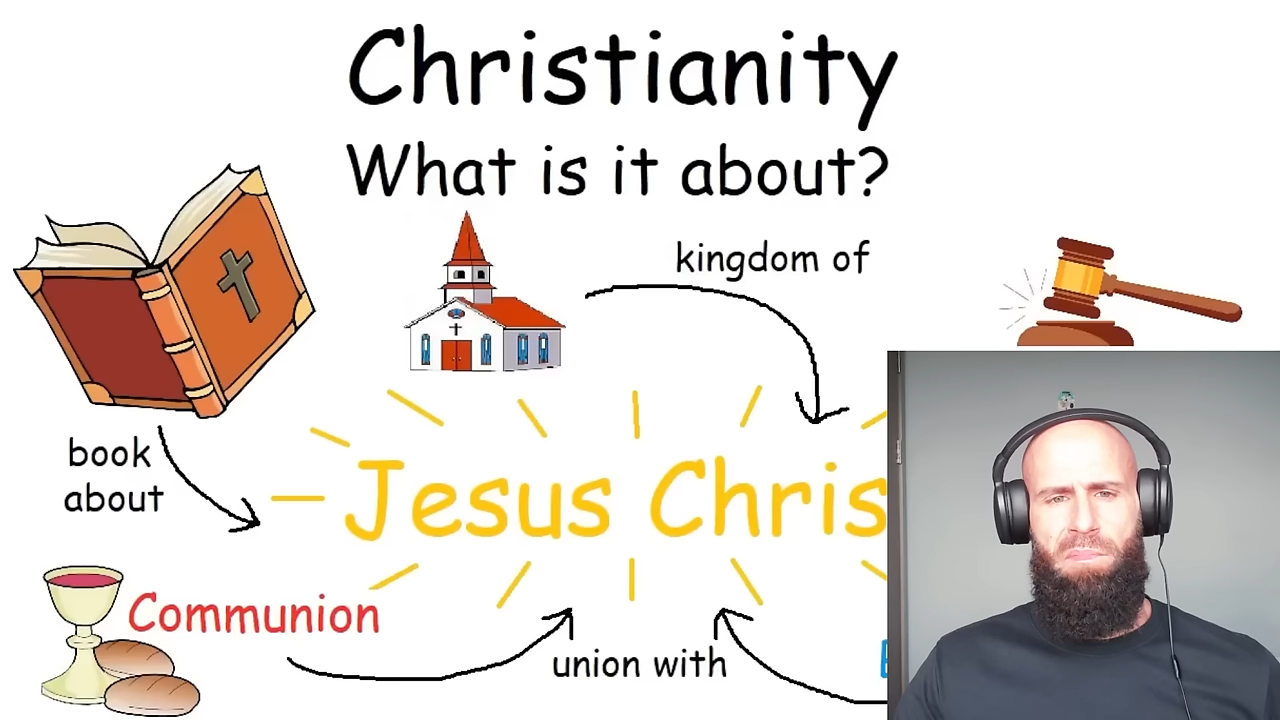 Christianity
What is it about?
kingdom of
book
about
Jesus Chris
Communion
union with